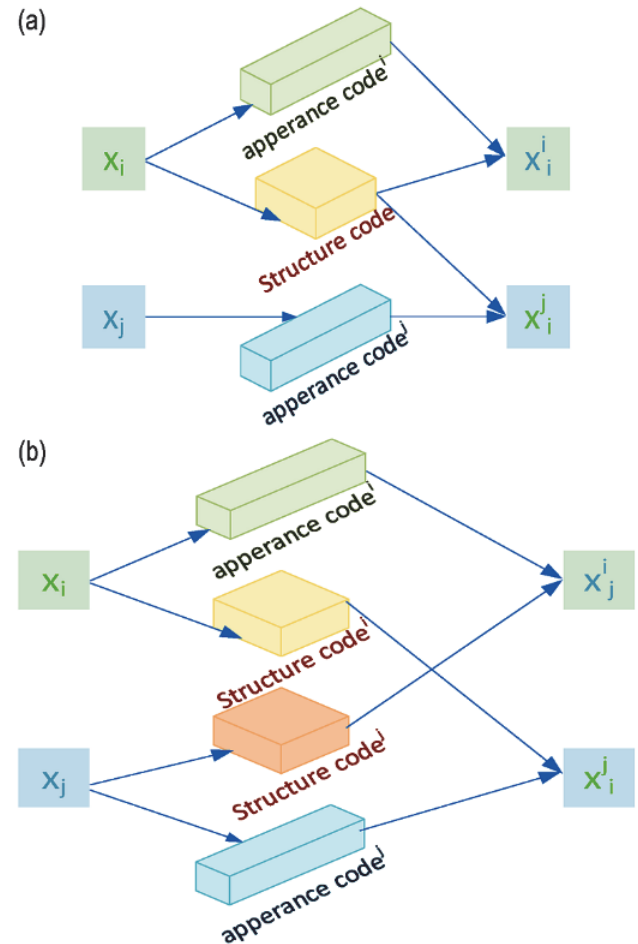 (a)
apperance code^i
X_i
X_i^i
Structure code
X_j
X_i^j
apperance code^j
(b)
apperance code^i
X_i
X_j^i
Structure code^i
Structure code^j
X_j
X_i^j
apperance code^j